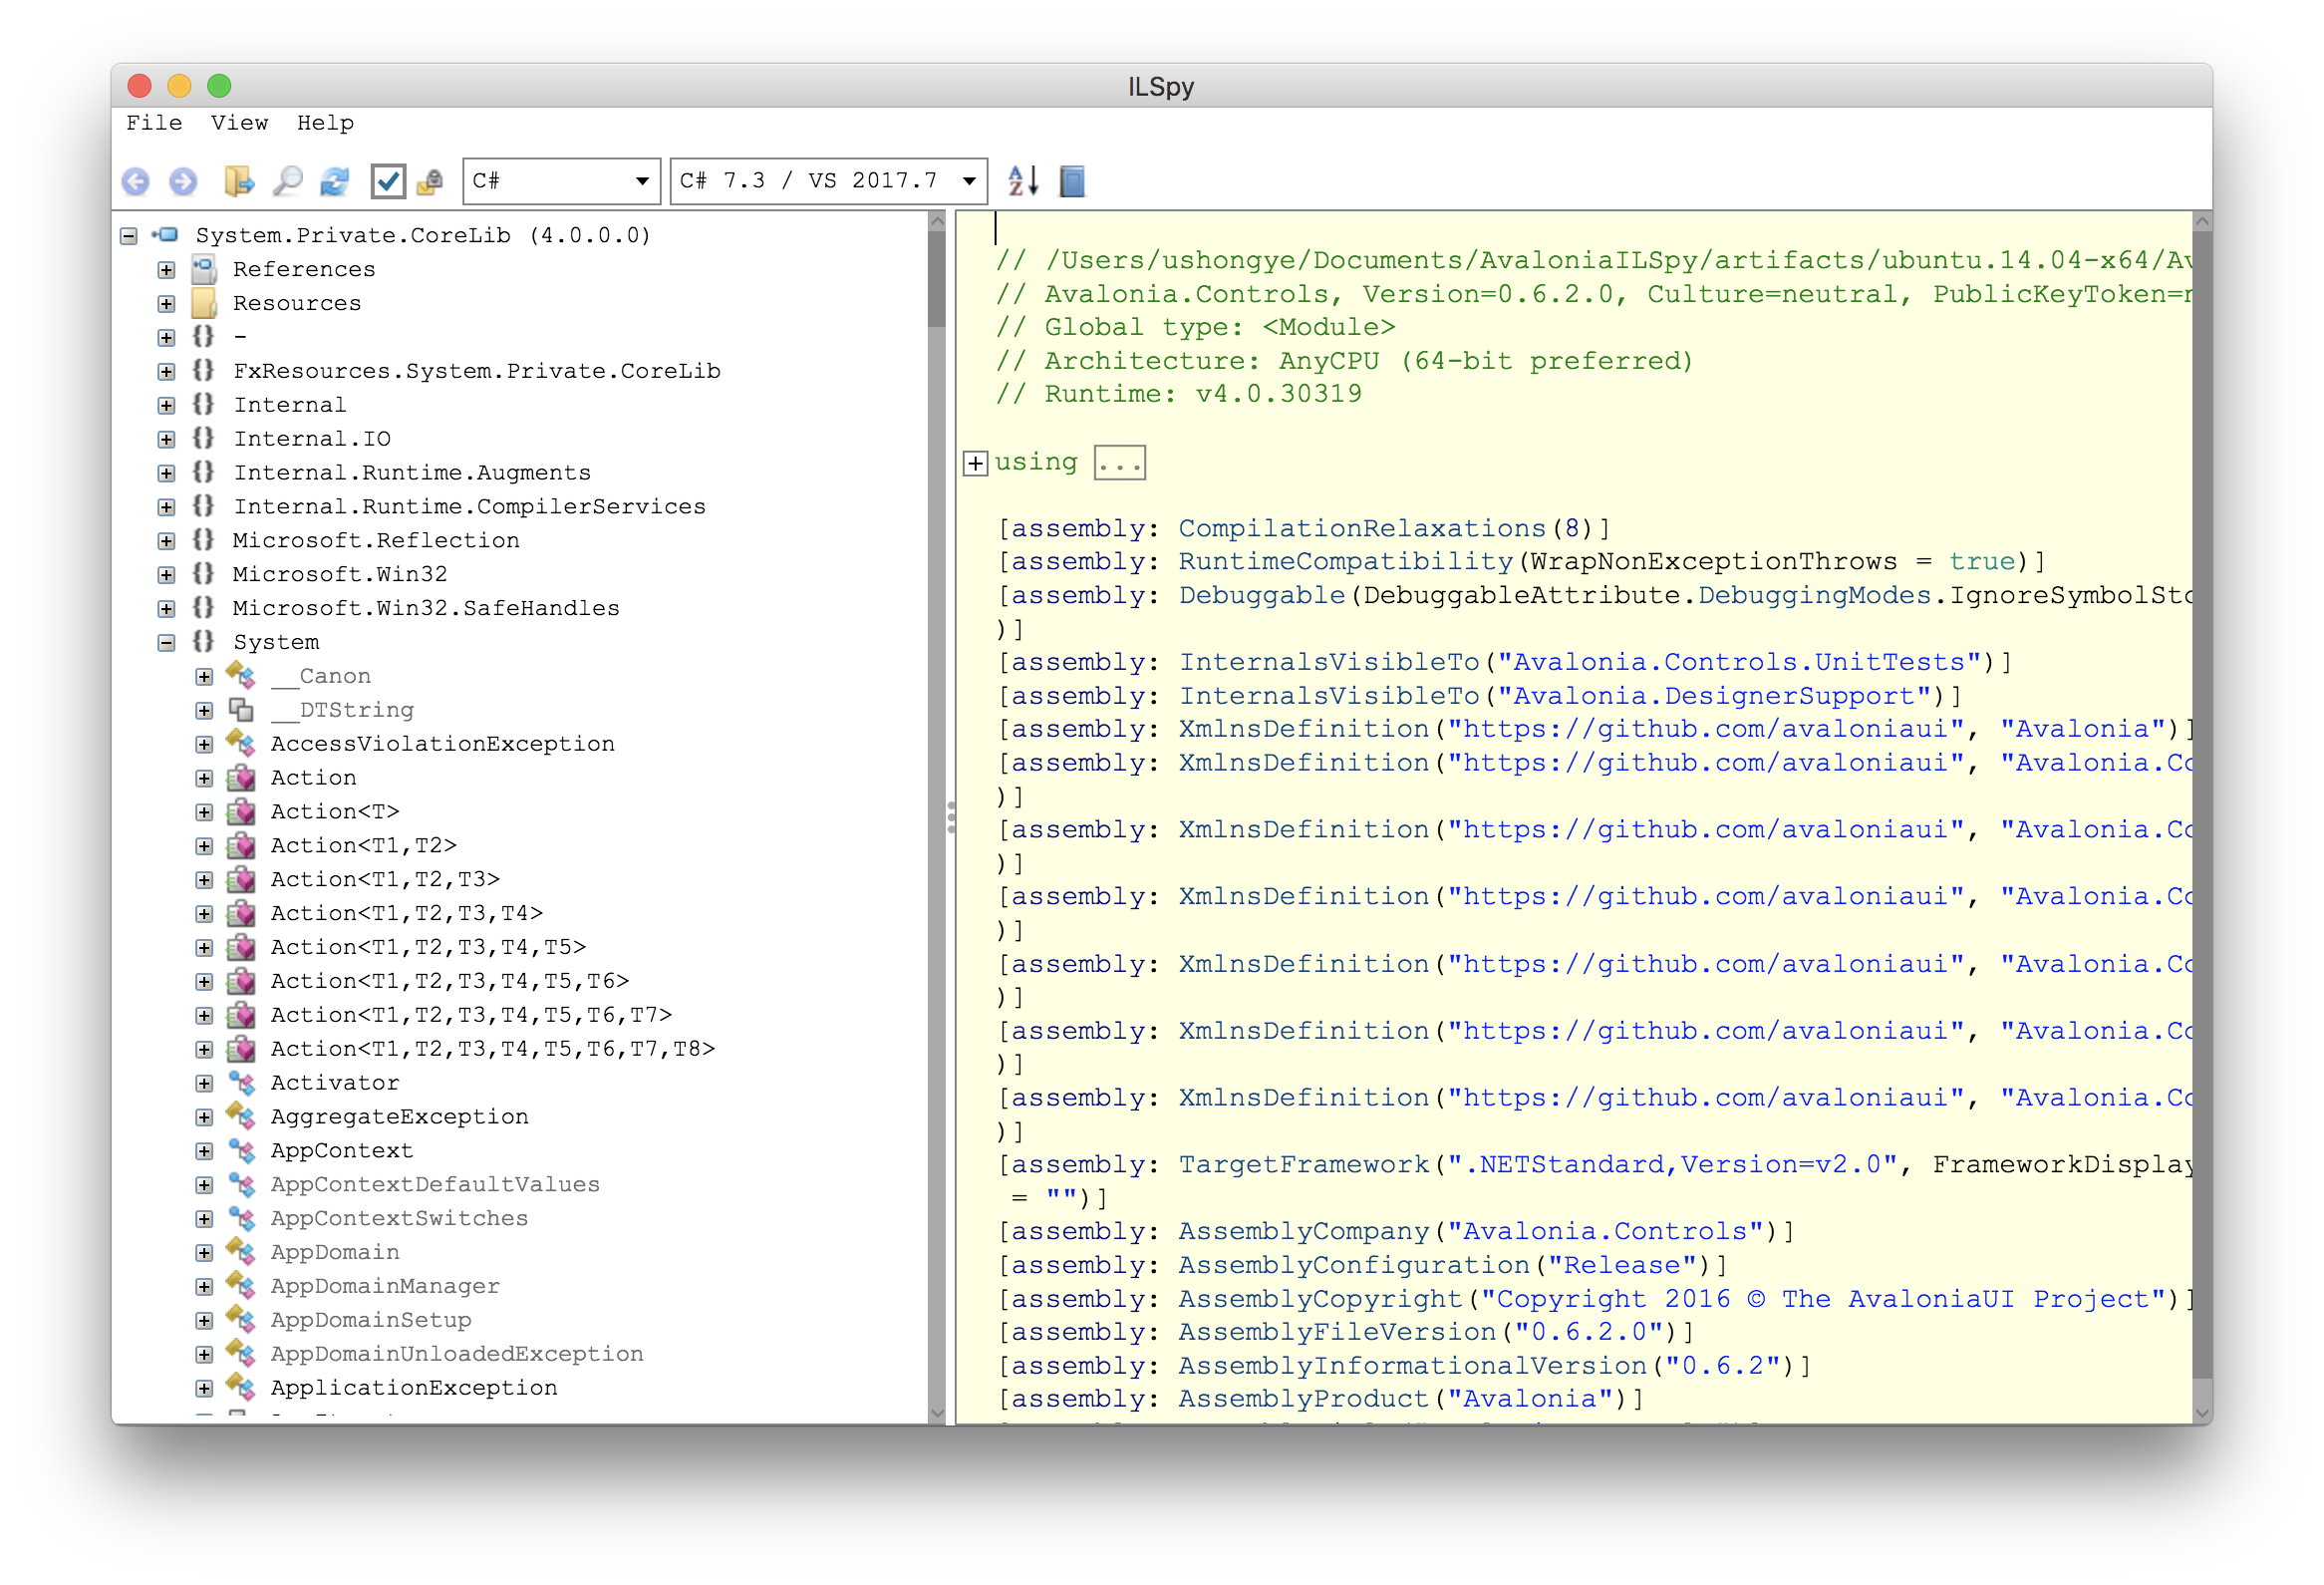 ILSpy
File View Help
C# C# 7.3 / VS 2017.7 AZ
System.Private.CoreLib (4.0.0.0)
References
Resources
{} -
{} FxResources.System.Private.CoreLib
{} Internal
{} Internal.IO
{} Internal.Runtime.Augments
{} Internal.Runtime.CompilerServices
{} Microsoft.Reflection
{} Microsoft.Win32
{} Microsoft.Win32.SafeHandles
{} System
__Canon
__DTString
AccessViolationException
Action
Action<T>
Action<T1,T2>
Action<T1,T2,T3>
Action<T1,T2,T3,T4>
Action<T1,T2,T3,T4,T5>
Action<T1,T2,T3,T4,T5,T6>
Action<T1,T2,T3,T4,T5,T6,T7>
Action<T1,T2,T3,T4,T5,T6,T7,T8>
Activator
AggregateException
AppContext
AppContextDefaultValues
AppContextSwitches
AppDomain
AppDomainManager
AppDomainSetup
AppDomainUnloadedException
ApplicationException
// /Users/ushongye/Documents/AvaloniaILSpy/artifacts/ubuntu.14.04-x64/Av
// Avalonia.Controls, Version=0.6.2.0, Culture=neutral, PublicKeyToken=n
// Global type: <Module>
// Architecture: AnyCPU (64-bit preferred)
// Runtime: v4.0.30319
using ...
[assembly: CompilationRelaxations(8)]
[assembly: RuntimeCompatibility(WrapNonExceptionThrows = true)]
[assembly: Debuggable(DebuggableAttribute.DebuggingModes.IgnoreSymbolSto
)]
[assembly: InternalsVisibleTo("Avalonia.Controls.UnitTests")]
[assembly: InternalsVisibleTo("Avalonia.DesignerSupport")]
[assembly: XmlnsDefinition("https://github.com/avaloniaui", "Avalonia")]
[assembly: XmlnsDefinition("https://github.com/avaloniaui", "Avalonia.Co
)]
[assembly: XmlnsDefinition("https://github.com/avaloniaui", "Avalonia.Co
)]
[assembly: XmlnsDefinition("https://github.com/avaloniaui", "Avalonia.Co
)]
[assembly: XmlnsDefinition("https://github.com/avaloniaui", "Avalonia.Co
)]
[assembly: XmlnsDefinition("https://github.com/avaloniaui", "Avalonia.Co
)]
[assembly: XmlnsDefinition("https://github.com/avaloniaui", "Avalonia.Co
)]
[assembly: TargetFramework(".NETStandard,Version=v2.0", FrameworkDisplay
= "")]
[assembly: AssemblyCompany("Avalonia.Controls")]
[assembly: AssemblyConfiguration("Release")]
[assembly: AssemblyCopyright("Copyright 2016 © The AvaloniaUI Project")]
[assembly: AssemblyFileVersion("0.6.2.0")]
[assembly: AssemblyInformationalVersion("0.6.2")]
[assembly: AssemblyProduct("Avalonia")]